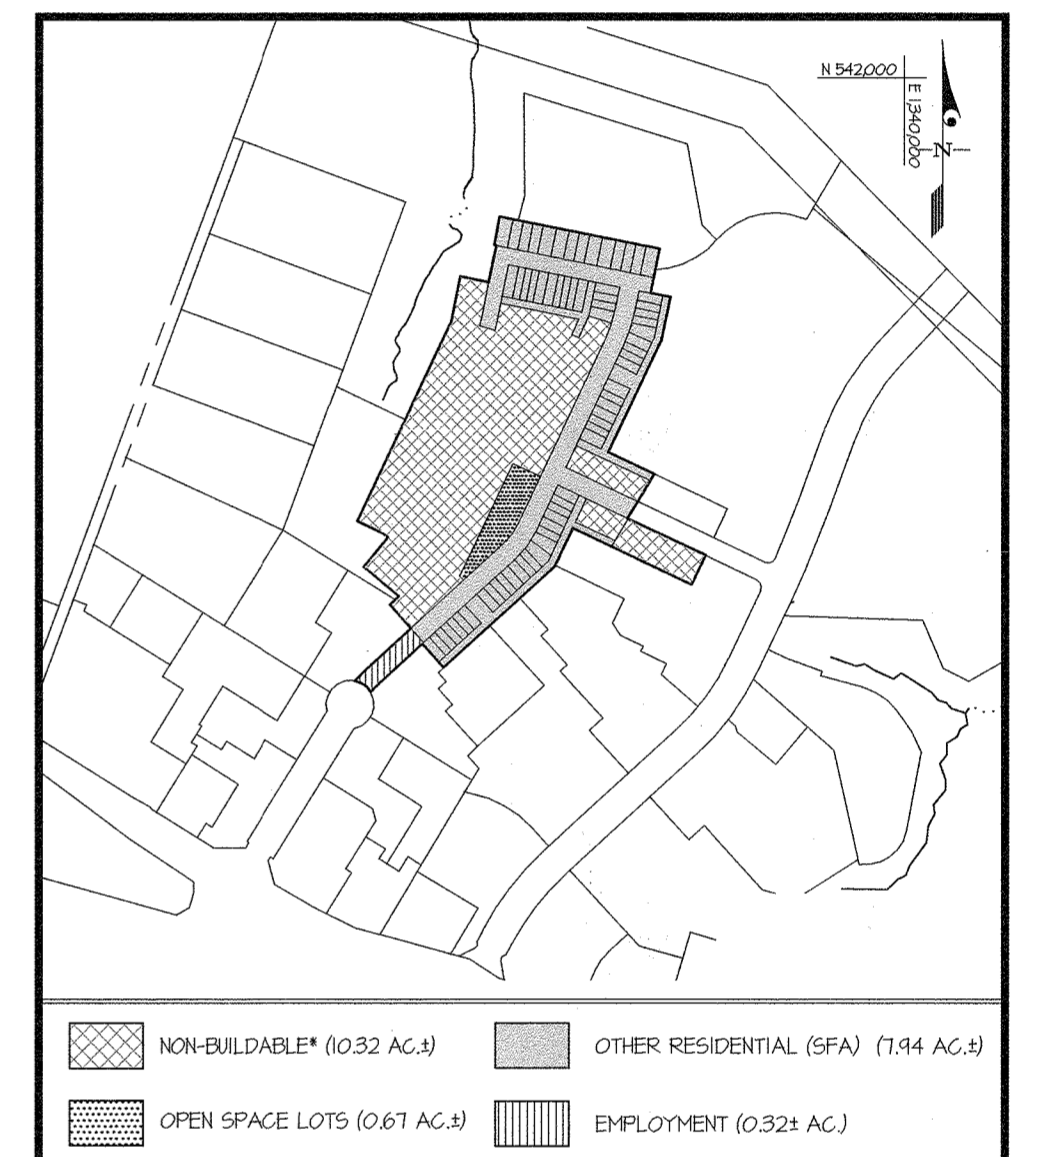 N 542,000
E 1,340,000
N
NON-BUILDABLE* (10.32 AC.±)
OTHER RESIDENTIAL (SFA) (7.94 AC.±)
OPEN SPACE LOTS (0.67 AC.±)
EMPLOYMENT (0.32± AC.)